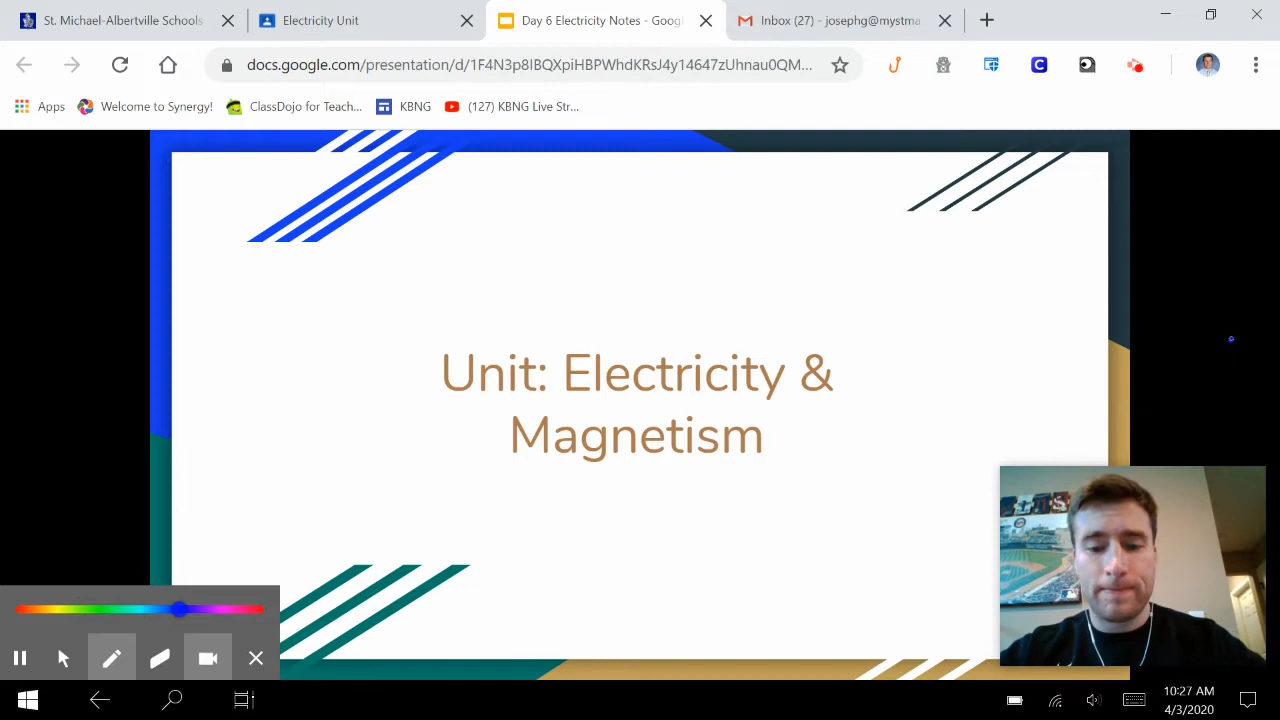 St. Michael-Albertville Schools
Electricity Unit
Day 6 Electricity Notes - Googl
Inbox (27) - josephg@mystma
docs.google.com/presentation/d/1F4N3p8IBQXpiHBPWhdKRsJ4y14647zUhnau0QM...
Apps
Welcome to Synergy!
ClassDojo for Teach...
KBNG
(127) KBNG Live Str...
Unit: Electricity &
Magnetism
10:27 AM
4/3/2020